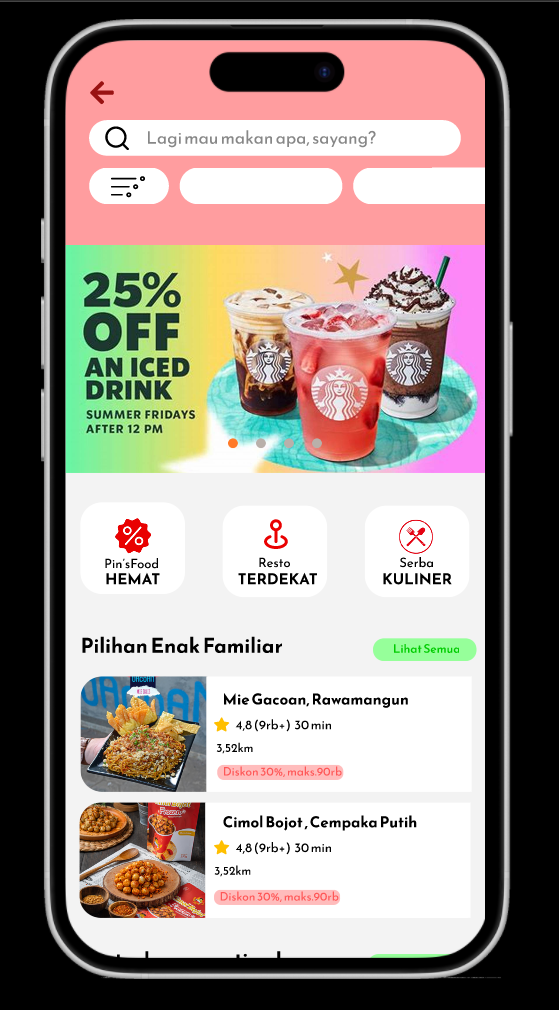 Lagi mau makan apa, sayang?
25%
OFF
AN ICED
DRINK
SUMMER FRIDAYS
AFTER 12 PM
Pin'sFood
HEMAT
Resto
TERDEKAT
Serba
KULINER
Pilihan Enak Familiar
Lihat Semua
Mie Gacoan, Rawamangun
4,8 (9rb+) 30 min
3,52km
Diskon 30%, maks.90rb
Cimol Bojot , Cempaka Putih
4,8 (9rb+) 30 min
3,52km
Diskon 30%, maks.90rb